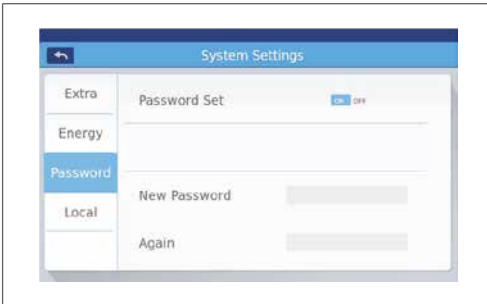 System Settings
Extra
Password Set
ON OFF
Energy
Password
New Password
Local
Again